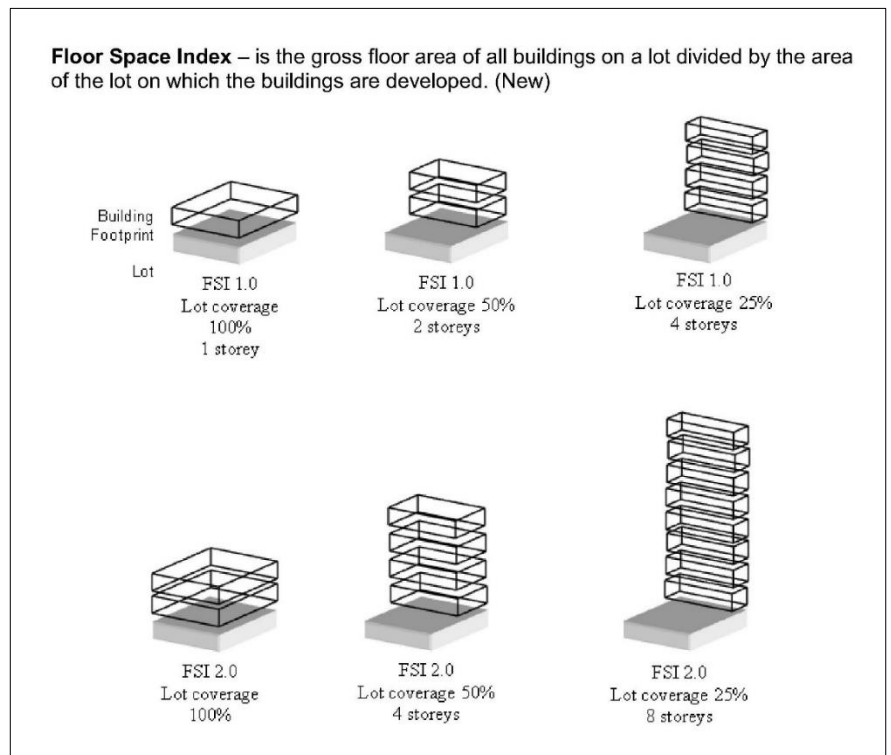 Floor Space Index – is the gross floor area of all buildings on a lot divided by the area
of the lot on which the buildings are developed. (New)
Building
Footprint
Lot
FSI 1.0
Lot coverage
100%
1 storey
FSI 1.0
Lot coverage 50%
2 storeys
FSI 1.0
Lot coverage 25%
4 storeys
FSI 2.0
Lot coverage
100%
FSI 2.0
Lot coverage 50%
4 storeys
FSI 2.0
Lot coverage 25%
8 storeys